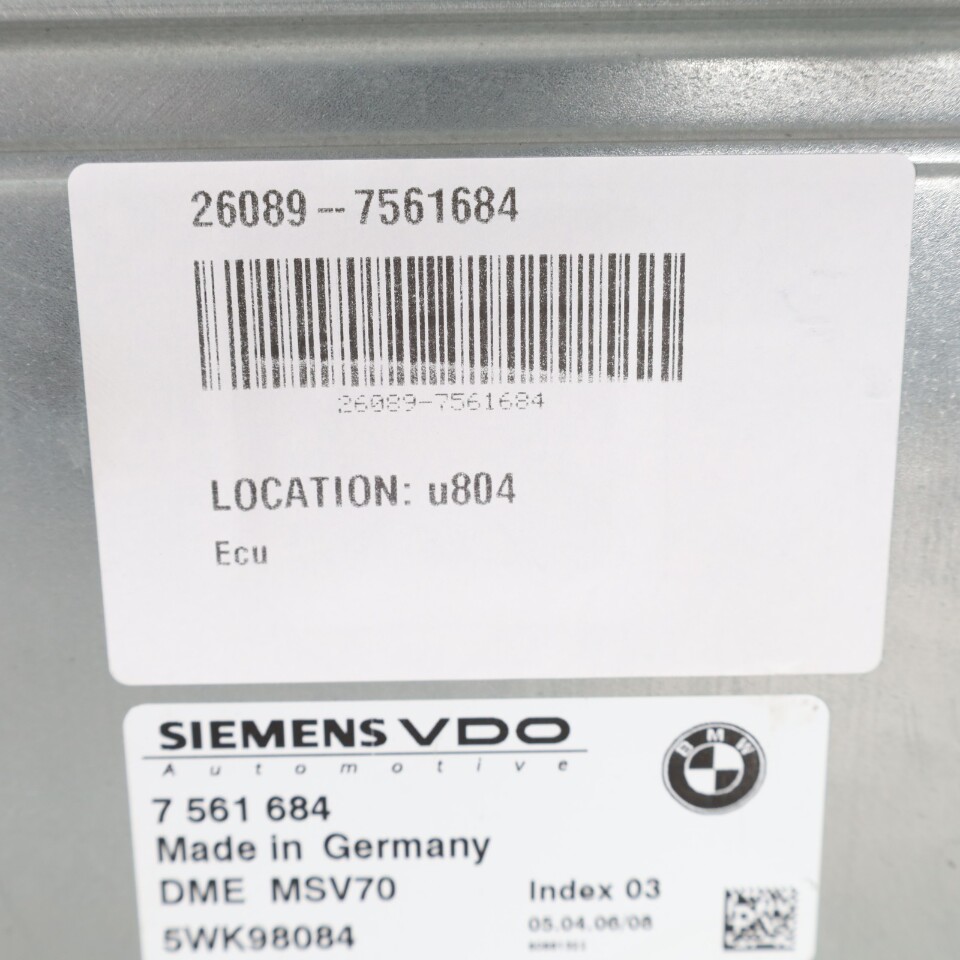 26089--7561684
26089-7561684
LOCATION: u804
Ecu
SIEMENS VDO
Automotive
BMW
7 561 684
Made in Germany
DME MSV70
Index 03
5WK98084
05.04.06/08